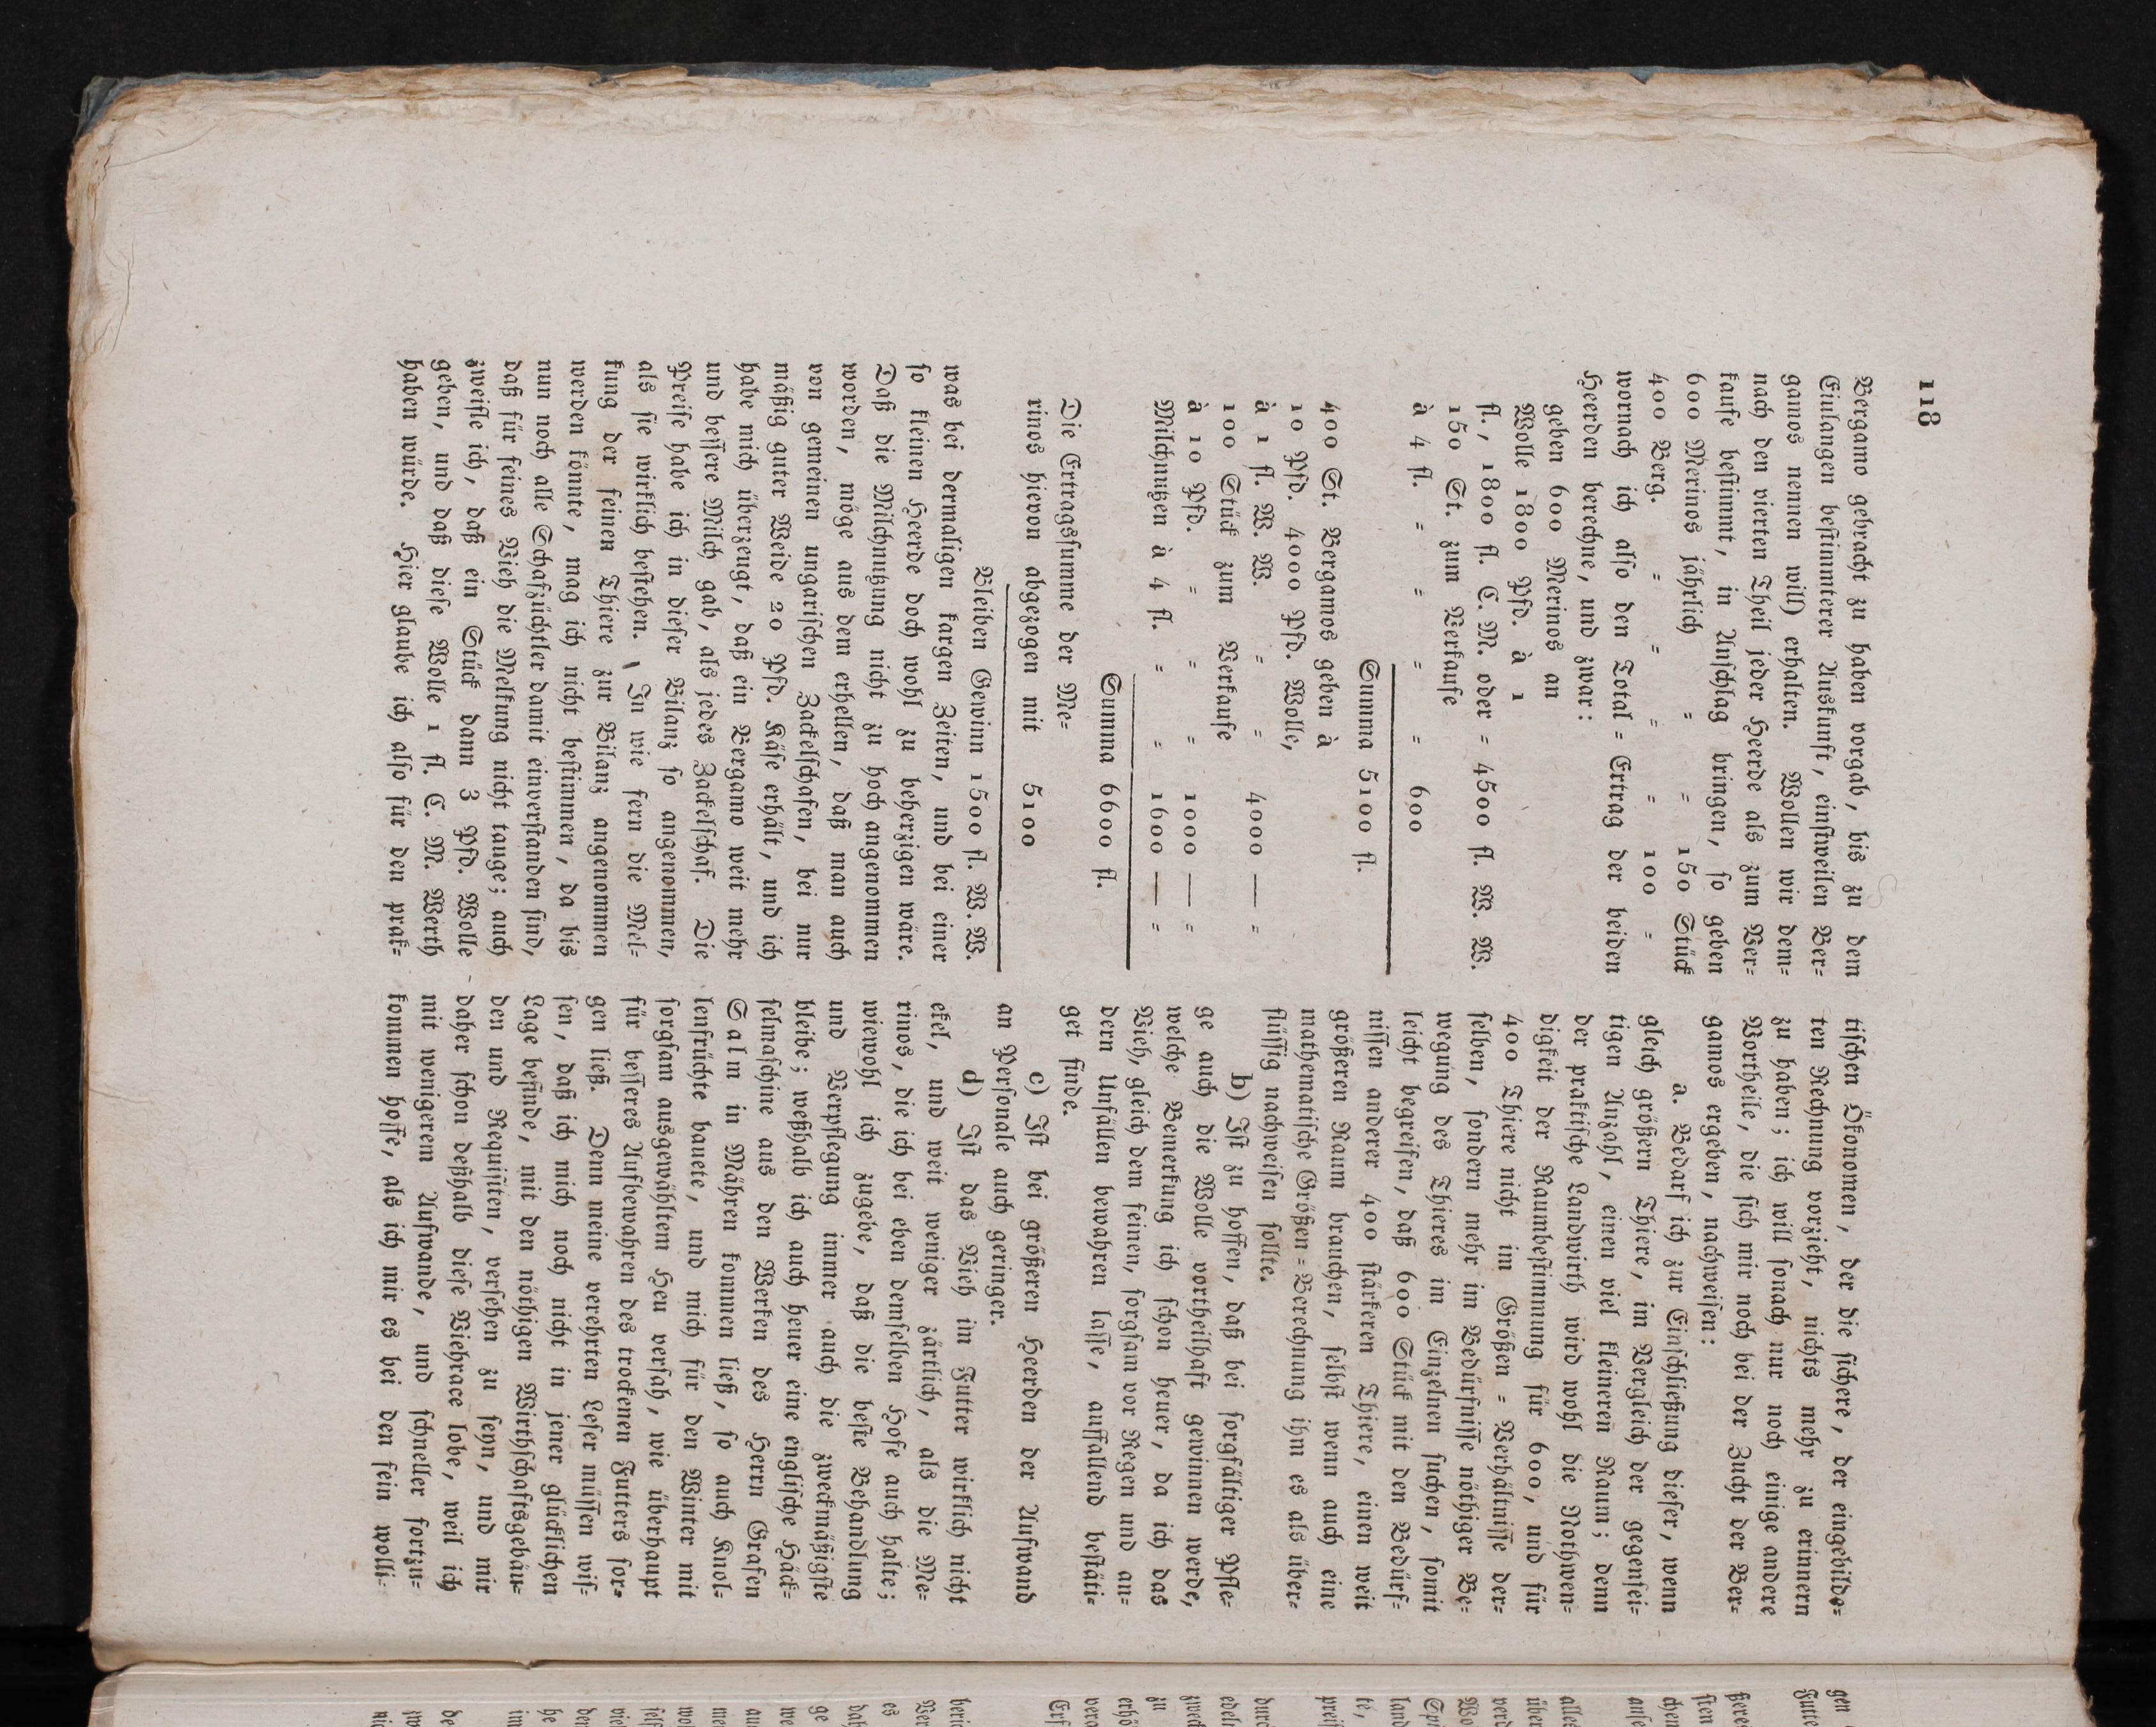 118
Bergamo gebracht zu haben vorgab, bis zu dem
Einlangen bestimmterer Auskunft, einstweilen Ber=
gamos nennen will) erhalten. Wollen wir dem=
nach den vierten Theil jeder Heerde als zum Ver=
kaufe bestimmt, in Anschlag bringen, so geben
600 Merinos jährlich = = 150 Stück
400 Berg. = = = = 100 =
wornach ich also den Total = Ertrag der beiden
Heerden berechne, und zwar:
geben 600 Merinos an
Wolle 1800 Pfd. à 1
fl., 1800 fl. C. M. oder = 4500 fl. W. W.
150 St. zum Verkaufe
à 4 fl. = = = = 600
Summa 5100 fl.
400 St. Bergamos geben à
10 Pfd. 4000 Pfd. Wolle,
à 1 fl. W. W. = = 4000 — =
100 Stück zum Verkaufe
à 10 Pfd. = = = 1000 — =
Milchnutzen à 4 fl. = = 1600 — =
Summa 6600 fl.
Die Ertragssumme der Me=
rinos hievon abgezogen mit 5100
Bleiben Gewinn 1500 fl. W. W.
was bei dermaligen kargen Zeiten, und bei einer
so kleinen Heerde doch wohl zu beherzigen wäre.
Daß die Milchnutzung nicht zu hoch angenommen
worden, möge aus dem erhellen, daß man auch
von gemeinen ungarischen Zackelschafen, bei nur
mäßig guter Weide 20 Pfd. Käse erhält, und ich
habe mich überzeugt, daß ein Bergamo weit mehr
und bessere Milch gab, als jedes Zackelschaf. Die
Preise habe ich in dieser Bilanz so angenommen,
als sie wirklich bestehen. In wie fern die Mel=
kung der feinen Thiere zur Bilanz angenommen
werden könnte, mag ich nicht bestimmen, da bis
nun noch alle Schafzüchtler damit einverstanden sind,
daß für feines Vieh die Melkung nicht tauge; auch
zweifle ich, daß ein Stück dann 3 Pfd. Wolle
geben, und daß diese Wolle 1 fl. C. M. Werth
haben würde. Hier glaube ich also für den prak=
tischen Ökonomen, der die sichere, der eingebilde=
ten Rechnung vorzieht, nichts mehr zu erinnern
zu haben; ich will sonach nur noch einige andere
Vortheile, die sich mir noch bei der Zucht der Ber=
gamos ergeben, nachweisen:
a. Bedarf ich zur Einschließung dieser, wenn
gleich größern Thiere, im Vergleich der gegensei=
tigen Anzahl, einen viel kleineren Raum; denn
der praktische Landwirth wird wohl die Nothwen=
digkeit der Raumbestimmung für 600, und für
400 Thiere nicht im Größen = Verhältnisse der=
selben, sondern mehr im Bedürfnisse nöthiger Be=
wegung des Thieres im Einzelnen suchen, somit
leicht begreifen, daß 600 Stück mit den Bedürf=
nissen anderer 400 stärkeren Thiere, einen weit
größeren Raum brauchen, selbst wenn auch eine
mathematische Größen = Berechnung ihm es als über=
flüssig nachweisen sollte.
b) Ist zu hoffen, daß bei sorgfältiger Pfle=
ge auch die Wolle vortheilhaft gewinnen werde,
welche Bemerkung ich schon heuer, da ich das
Vieh, gleich dem feinen, sorgsam vor Regen und an=
dern Unfällen bewahren lasse, auffallend bestäti=
get finde.
c) Ist bei größeren Heerden der Aufwand
an Personale auch geringer.
d) Ist das Vieh im Futter wirklich nicht
ekel, und weit weniger zärtlich, als die Me=
rinos, die ich bei eben demselben Hofe auch halte;
wiewohl ich zugebe, daß die beste Behandlung
und Verpflegung immer auch die zweckmäßigste
bleibe; weßhalb ich auch heuer eine englische Häck=
selmaschine aus den Werken des Herrn Grafen
Salm in Mähren kommen ließ, so auch Knol=
lenfrüchte bauete, und mich für den Winter mit
sorgsam ausgewähltem Heu versah, wie überhaupt
für besseres Aufbewahren des trockenen Futters sor=
gen ließ. Denn meine verehrten Leser müssen wis=
sen, daß ich mich noch nicht in jener glücklichen
Lage befinde, mit den nöthigen Wirthschaftsgebäu=
den und Requisiten, versehen zu seyn, und mir
daher schon deßhalb diese Viehrace lobe, weil ich
mit wenigerem Aufwande, und schneller fortzu=
kommen hoffe, als ich mir es bei den fein wolli=